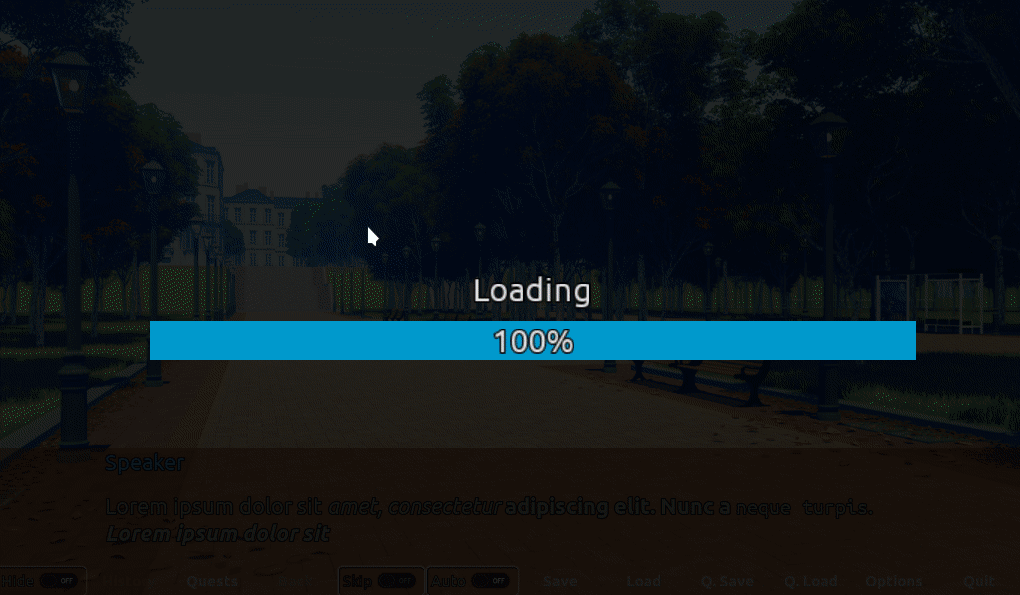 Loading
100%
Speaker
Lorem ipsum dolor sit amet, consectetur adipiscing elit. Nunc a neque turpis.
Lorem ipsum dolor sit
Hide OFF Quests Skip OFF Auto OFF Save Load Q. Save Q. Load Options Quit